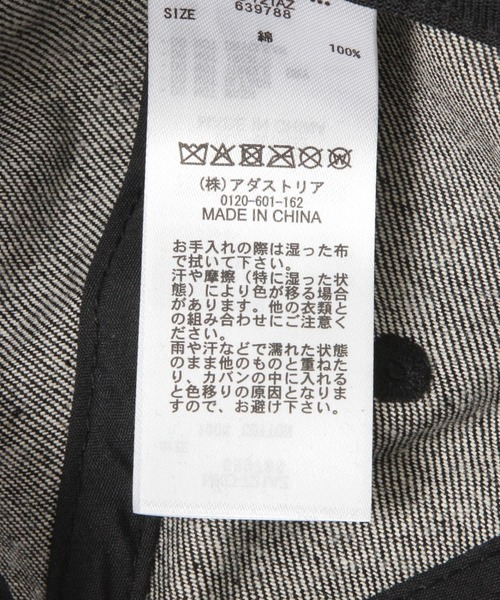 SIZE
639788
綿
100%
(株)アダストリア
0120-601-162
MADE IN CHINA
お手入れの際は湿った布
で拭いて下さい。
汗や摩擦（特に湿った状
態）により色が移る場合
があります。他の衣類と
の組み合わせにご注意く
ださい。
雨や汗などで濡れた状態
のまま他のものと重ねた
り、カバンの中に入れる
と色移りの原因となりま
すので、お避け下さい。